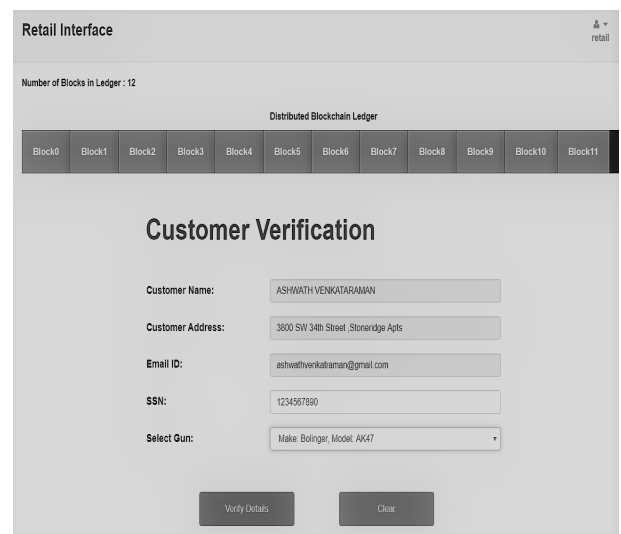 Retail Interface
retail
Number of Blocks in Ledger : 12
Distributed Blockchain Ledger
Block0 Block1 Block2 Block3 Block4 Block5 Block6 Block7 Block8 Block9 Block10 Block11
Customer Verification
Customer Name: ASHWATH VENKATARAMAN
Customer Address: 3800 SW 34th Street ,Stoneridge Apts
Email ID: ashwathvenkatraman@gmail.com
SSN: 1234567890
Select Gun: Make: Bolinger, Model: AK47
Verify Details Clear